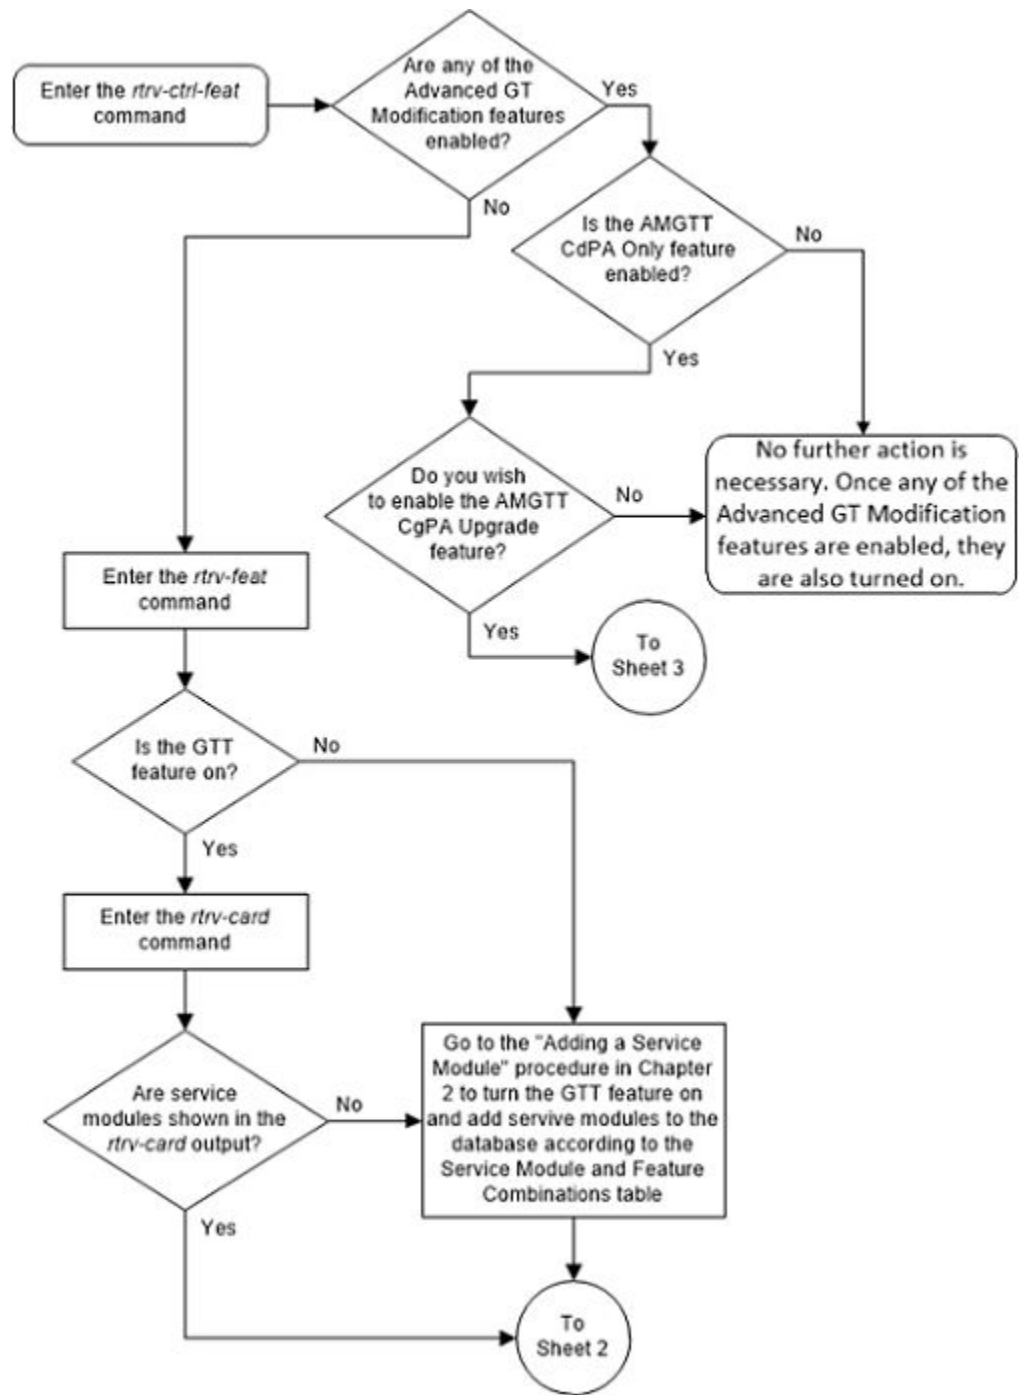 Enter the rtrv-ctrl-feat
command
Are any of the
Advanced GT
Modification features
enabled?
Yes
No
Is the AMGTT
CdPA Only feature
enabled?
No
Yes
Do you wish
to enable the AMGTT
CgPA Upgrade
feature?
No
Yes
No further action is
necessary. Once any of the
Advanced GT Modification
features are enabled, they
are also turned on.
To
Sheet 3
Enter the rtrv-feat
command
Is the GTT
feature on?
No
Yes
Enter the rtrv-card
command
Are service
modules shown in the
rtrv-card output?
No
Yes
Go to the "Adding a Service
Module" procedure in Chapter
2 to turn the GTT feature on
and add servive modules to the
database according to the
Service Module and Feature
Combinations table
To
Sheet 2